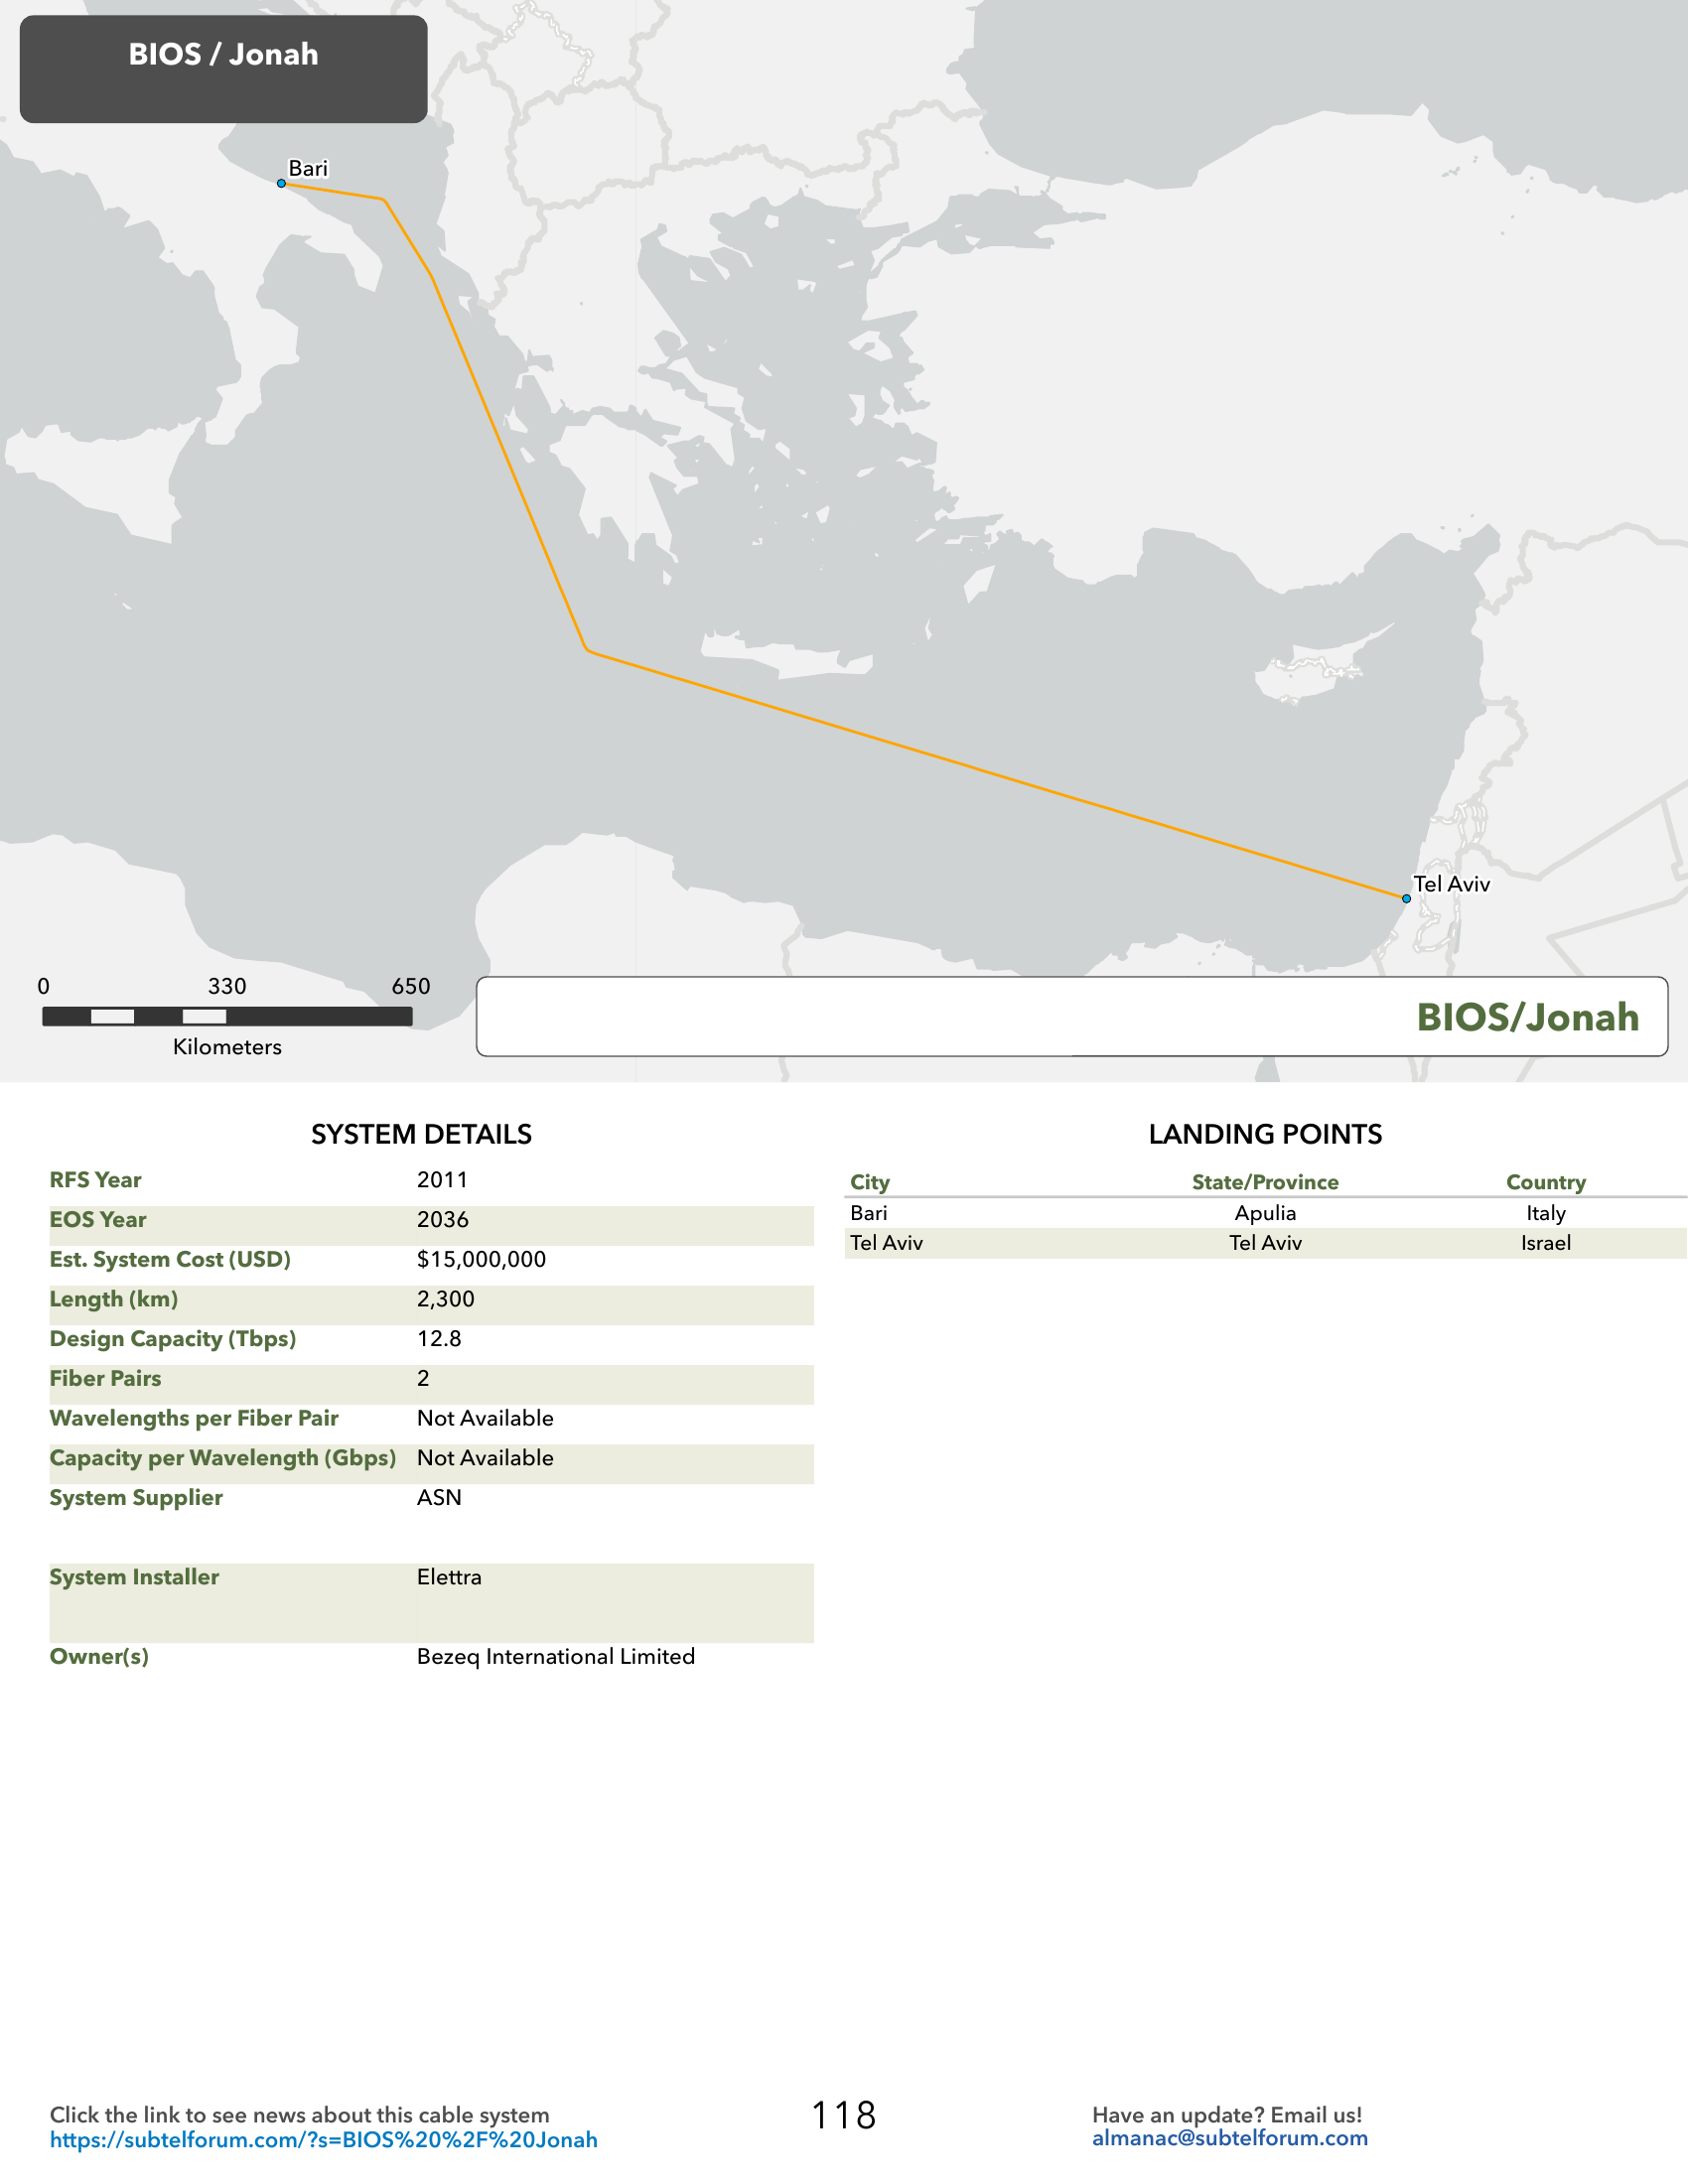 BIOS / Jonah
Bari
Tel Aviv
0 330 650
Kilometers
BIOS/Jonah
SYSTEM DETAILS
RFS Year 2011
EOS Year 2036
Est. System Cost (USD) $15,000,000
Length (km) 2,300
Design Capacity (Tbps) 12.8
Fiber Pairs 2
Wavelengths per Fiber Pair Not Available
Capacity per Wavelength (Gbps) Not Available
System Supplier ASN
System Installer Elettra
Owner(s) Bezeq International Limited
LANDING POINTS
City State/Province Country
Bari Apulia Italy
Tel Aviv Tel Aviv Israel
Click the link to see news about this cable system
https://subtelforum.com/?s=BIOS%20%2F%20Jonah
118
Have an update? Email us!
almanac@subtelforum.com